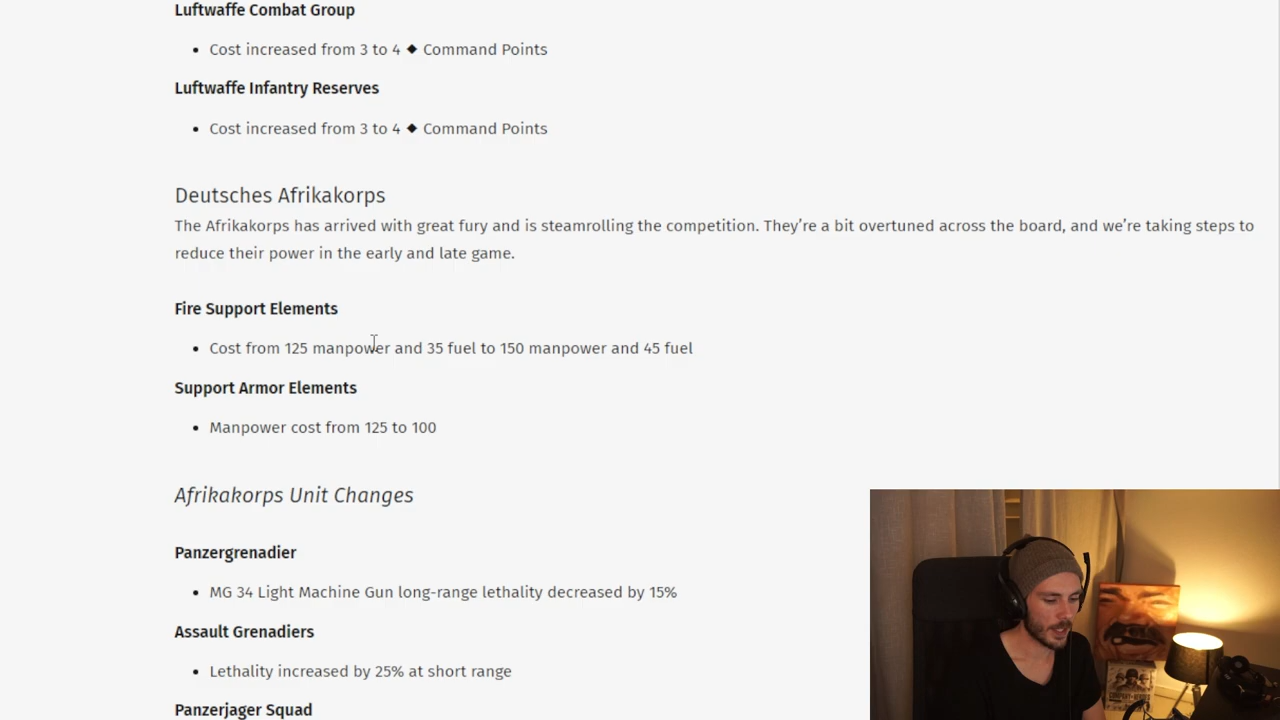 Luftwaffe Combat Group
• Cost increased from 3 to 4 ◆ Command Points
Luftwaffe Infantry Reserves
• Cost increased from 3 to 4 ◆ Command Points
Deutsches Afrikakorps
The Afrikakorps has arrived with great fury and is steamrolling the competition. They’re a bit overtuned across the board, and we’re taking steps to
reduce their power in the early and late game.
Fire Support Elements
• Cost from 125 manpower and 35 fuel to 150 manpower and 45 fuel
Support Armor Elements
• Manpower cost from 125 to 100
Afrikakorps Unit Changes
Panzergrenadier
• MG 34 Light Machine Gun long-range lethality decreased by 15%
Assault Grenadiers
• Lethality increased by 25% at short range
Panzerjager Squad